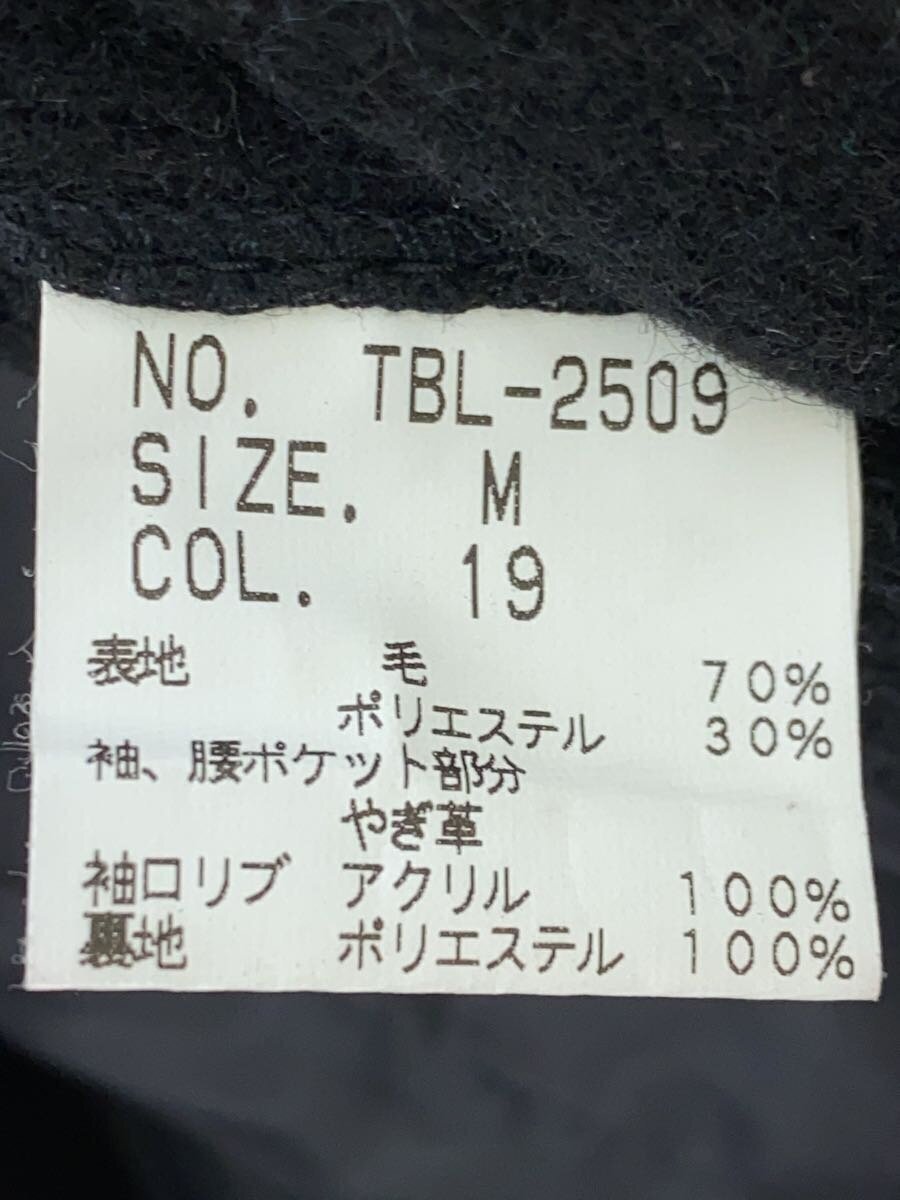 NO. TBL-2509
SIZE. M
COL. 19
表地 毛 70%
ポリエステル 30%
袖、腰ポケット部分
やぎ革
袖口リブ アクリル 100%
裏地 ポリエステル 100%